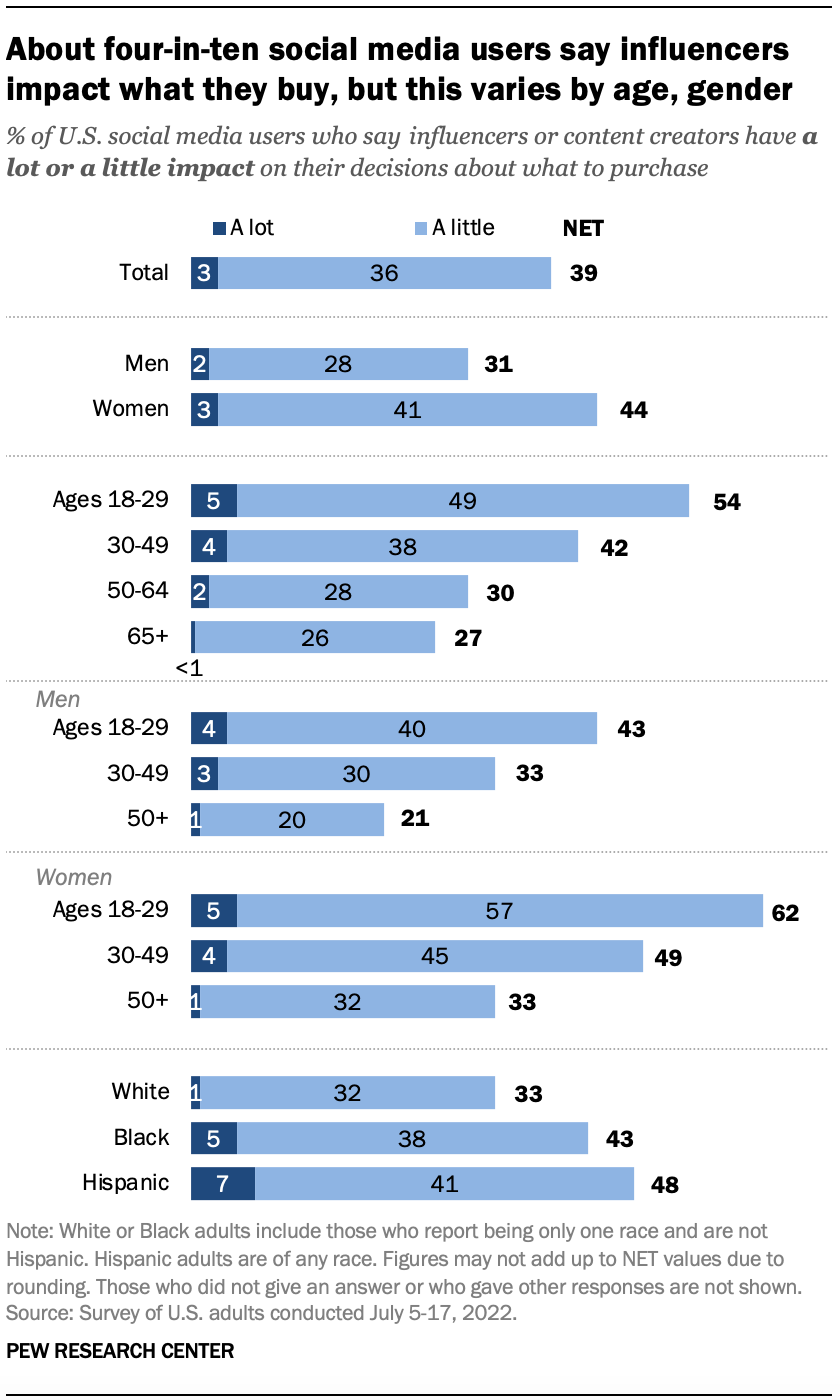 About four-in-ten social media users say influencers
impact what they buy, but this varies by age, gender
% of U.S. social media users who say influencers or content creators have a
lot or a little impact on their decisions about what to purchase
A lot A little NET
Total 3 36 39
Men 2 28 31
Women 3 41 44
Ages 18-29 5 49 54
30-49 4 38 42
50-64 2 28 30
65+ 26 27
<1
Men
Ages 18-29 4 40 43
30-49 3 30 33
50+ 1 20 21
Women
Ages 18-29 5 57 62
30-49 4 45 49
50+ 1 32 33
White 1 32 33
Black 5 38 43
Hispanic 7 41 48
Note: White or Black adults include those who report being only one race and are not
Hispanic. Hispanic adults are of any race. Figures may not add up to NET values due to
rounding. Those who did not give an answer or who gave other responses are not shown.
Source: Survey of U.S. adults conducted July 5-17, 2022.
PEW RESEARCH CENTER